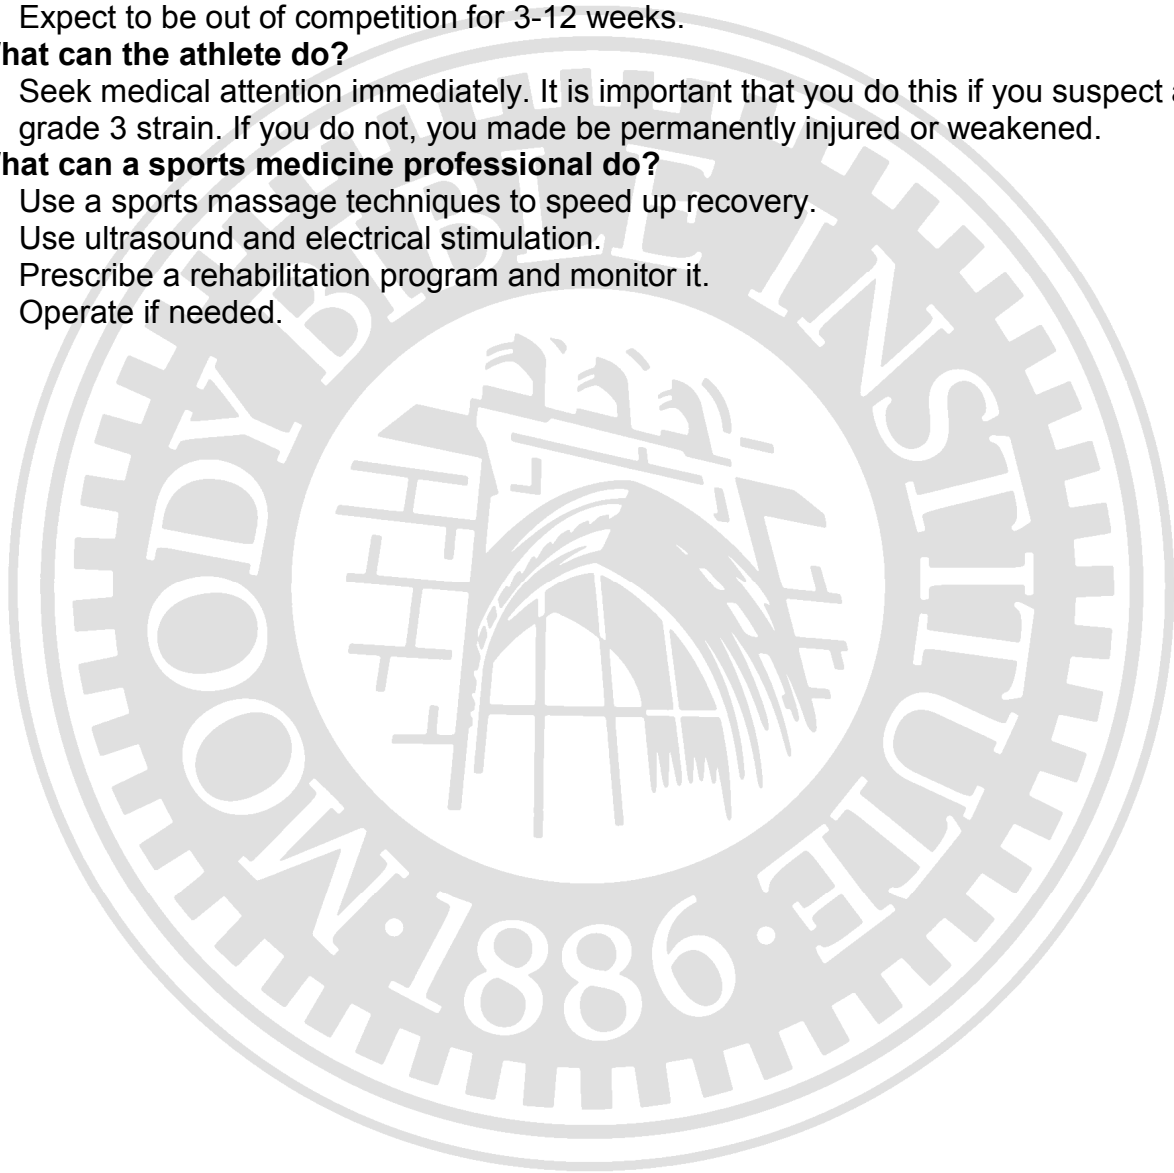 Expect to be out of competition for 3-12 weeks.
hat can the athlete do?
Seek medical attention immediately. It is important that you do this if you suspect a
grade 3 strain. If you do not, you made be permanently injured or weakened.
hat can a sports medicine professional do?
Use a sports massage techniques to speed up recovery.
Use ultrasound and electrical stimulation.
Prescribe a rehabilitation program and monitor it.
Operate if needed.
MOODY BIBLE INSTITUTE
·1886·